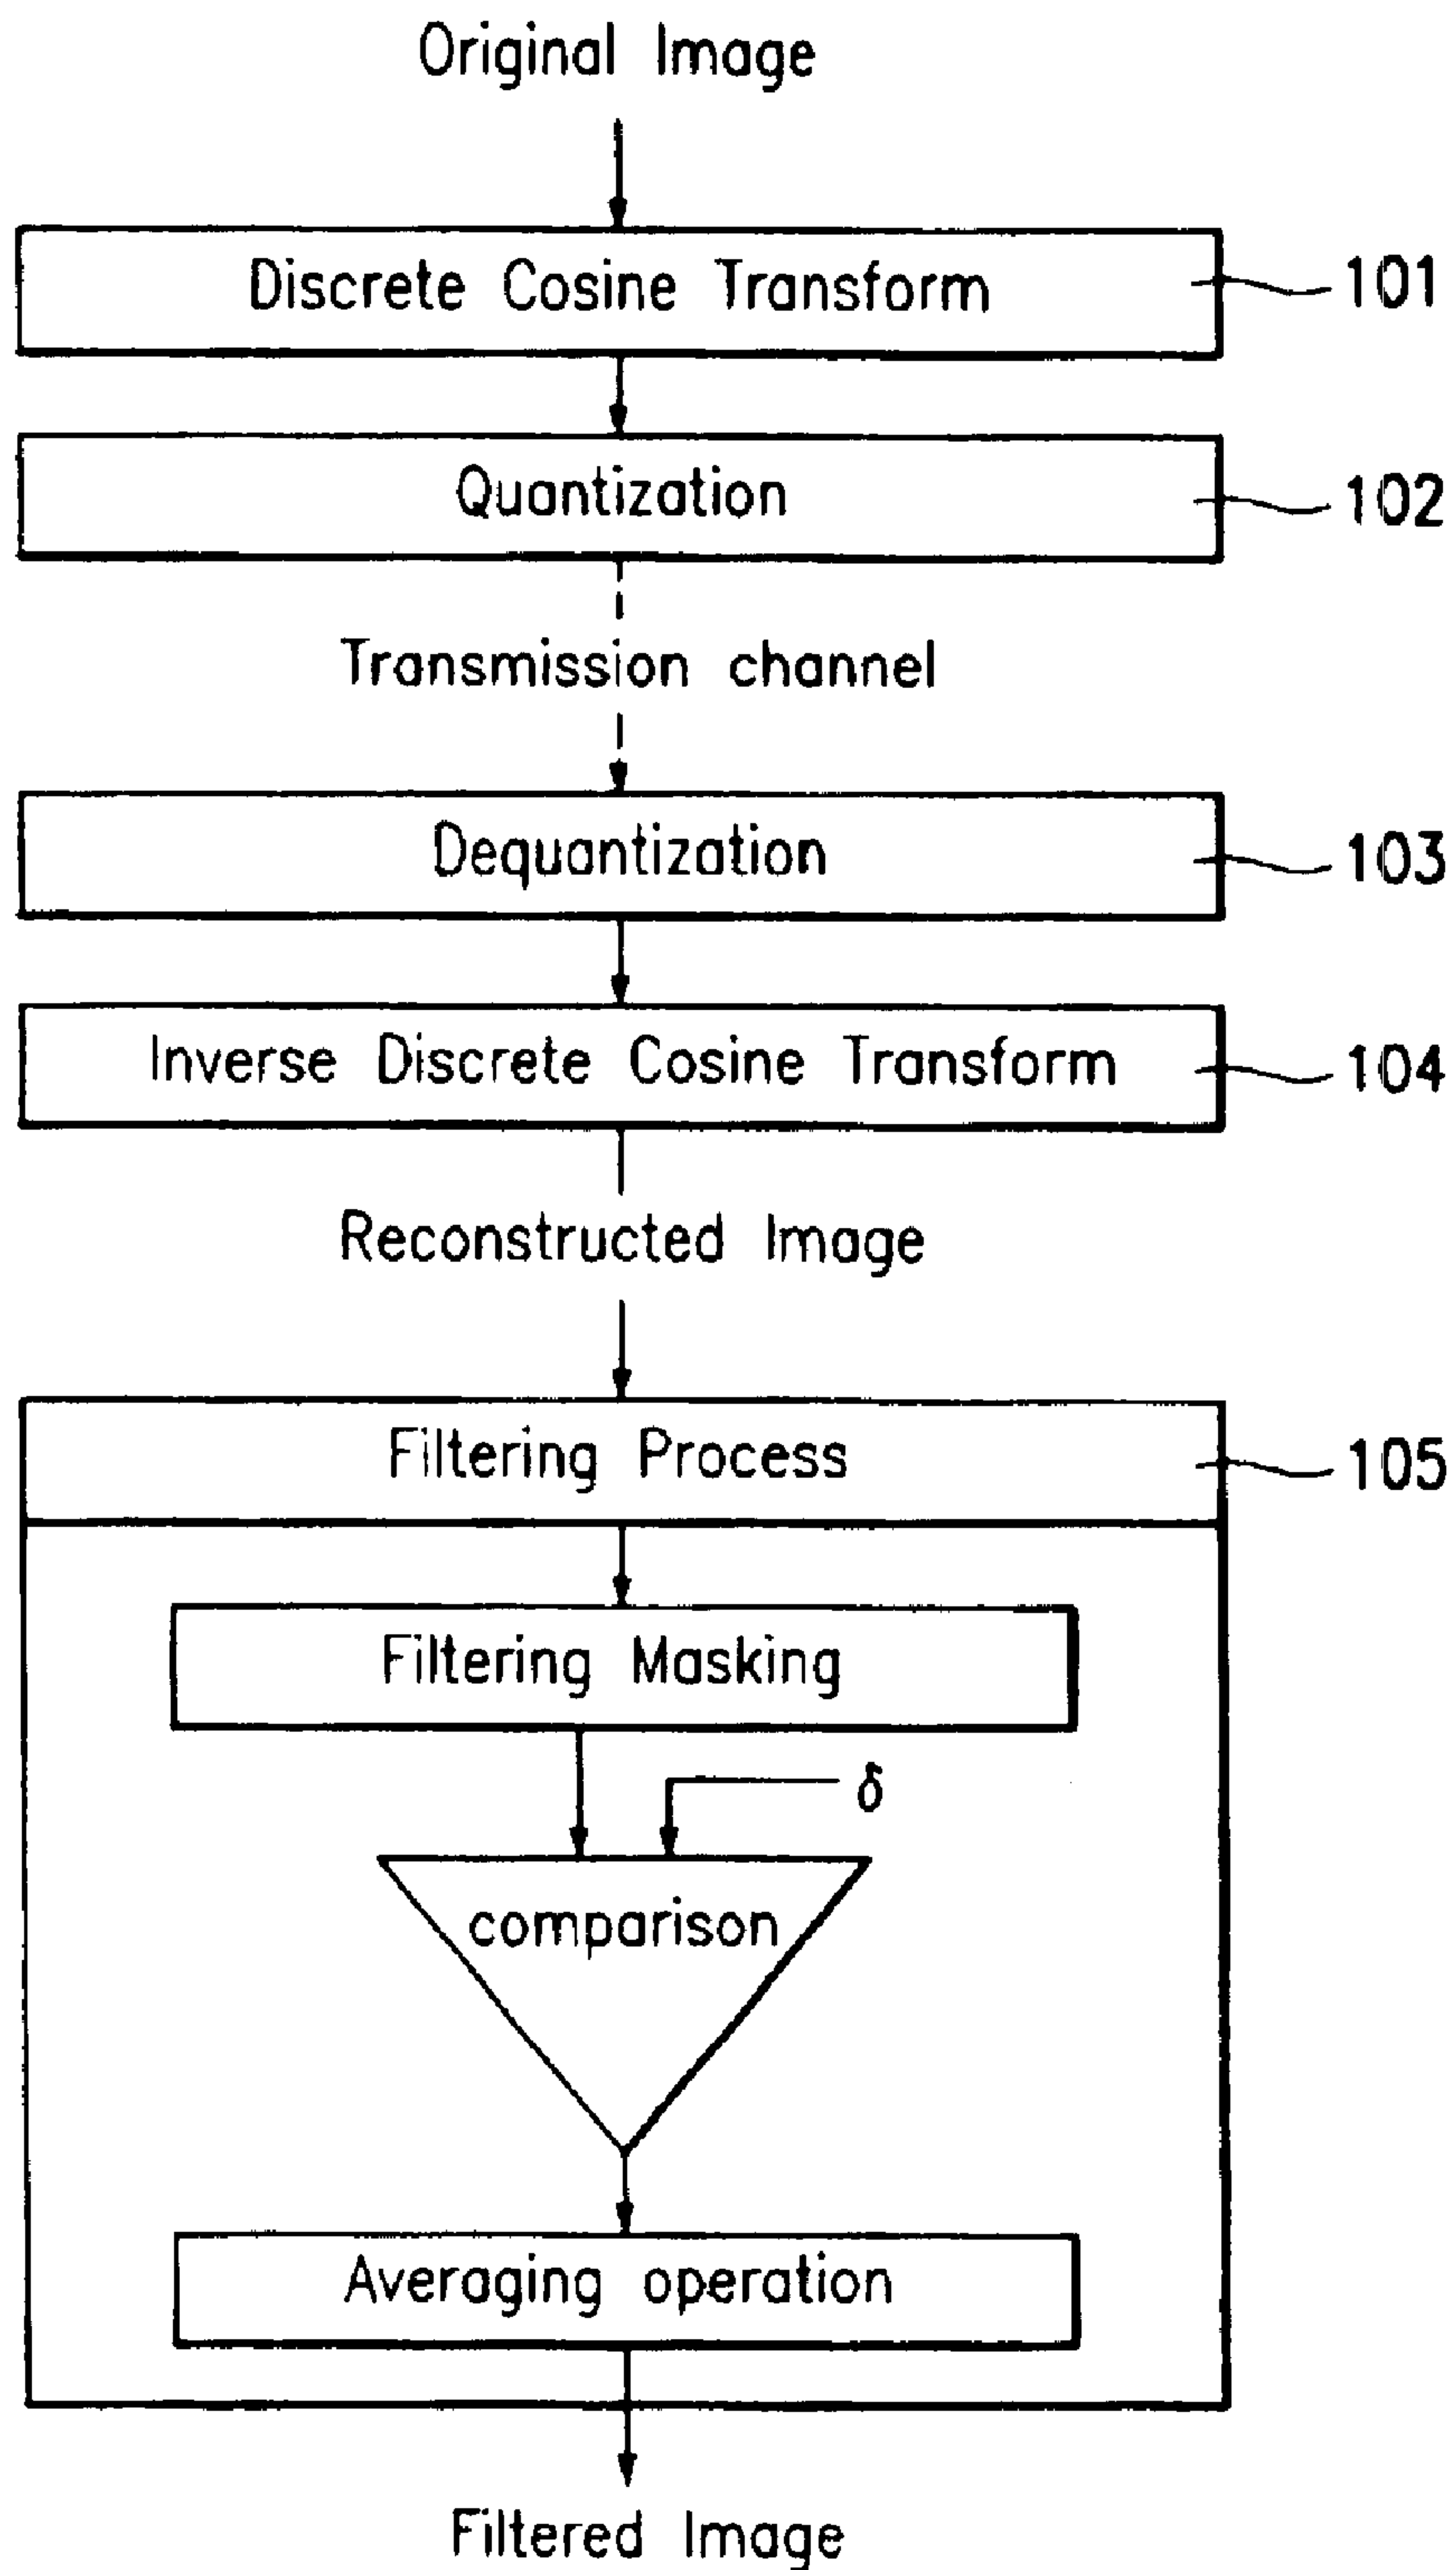 Original Image
Discrete Cosine Transform
101
Quantization
102
Transmission channel
Dequantization
103
Inverse Discrete Cosine Transform
104
Reconstructed Image
Filtering Process
105
Filtering Masking
δ
comparison
Averaging operation
Filtered Image